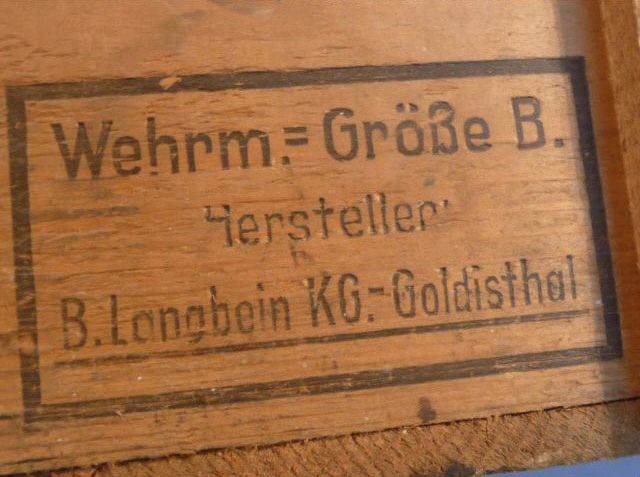 Wehrm.= Größe B.
Hersteller:
B. Langbein KG.-Goldisthal